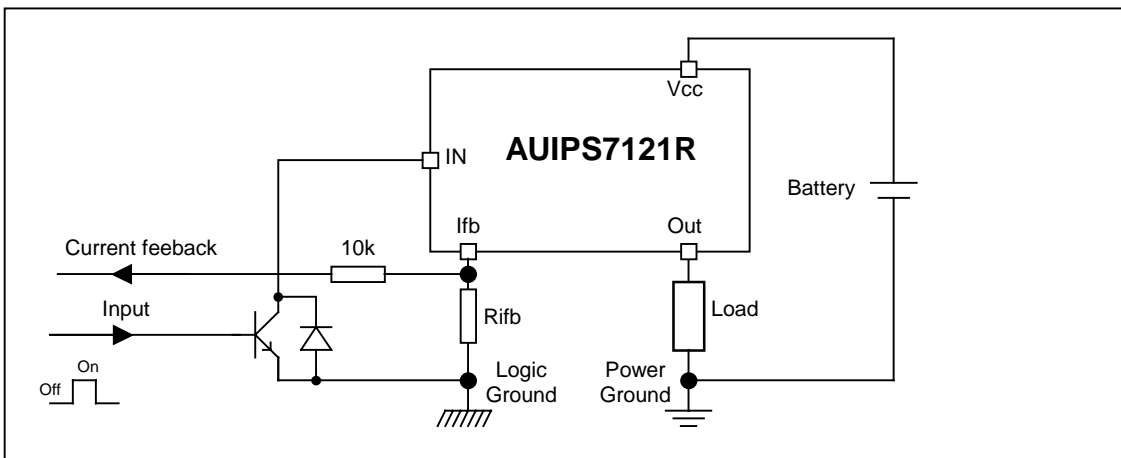 Vcc
AUIPS7121R
IN
Battery
Ifb
Out
Current feeback
10k
Input
Rifb
Load
On
Off
Logic
Ground
Power
Ground